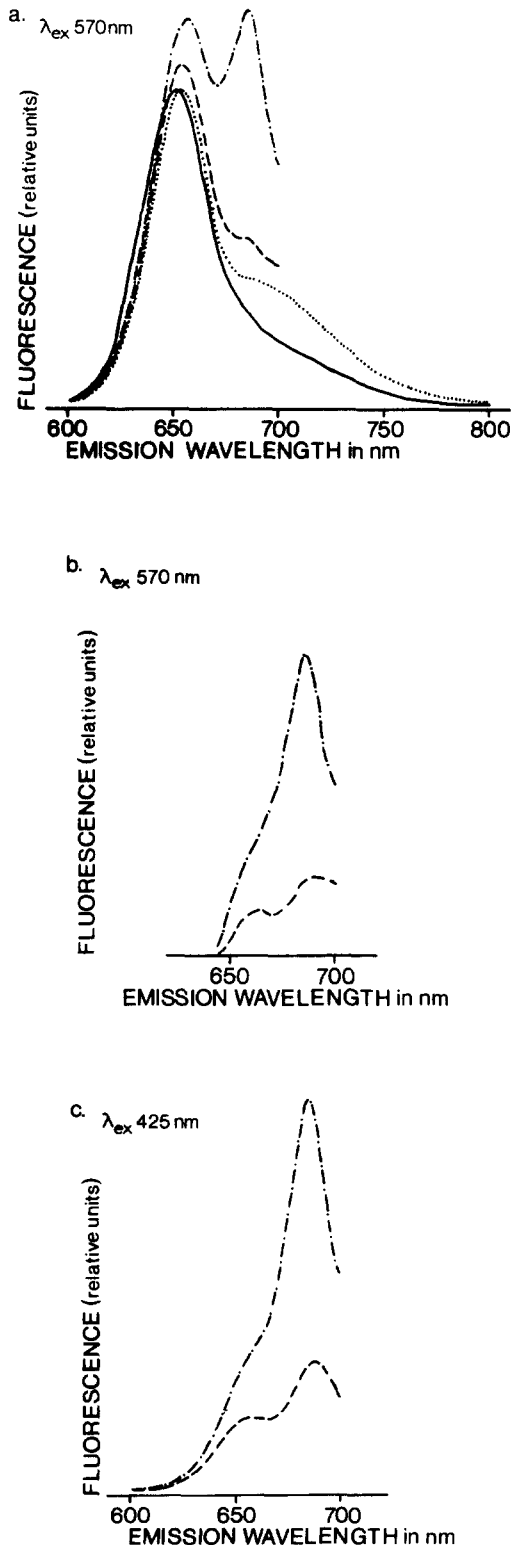 a. λex 570nm
FLUORESCENCE (relative units)
600 650 700 750 800
EMISSION WAVELENGTH in nm
b. λex 570 nm
FLUORESCENCE (relative units)
650 700
EMISSION WAVELENGTH in nm
c. λex 425 nm
FLUORESCENCE (relative units)
600 650 700
EMISSION WAVELENGTH in nm